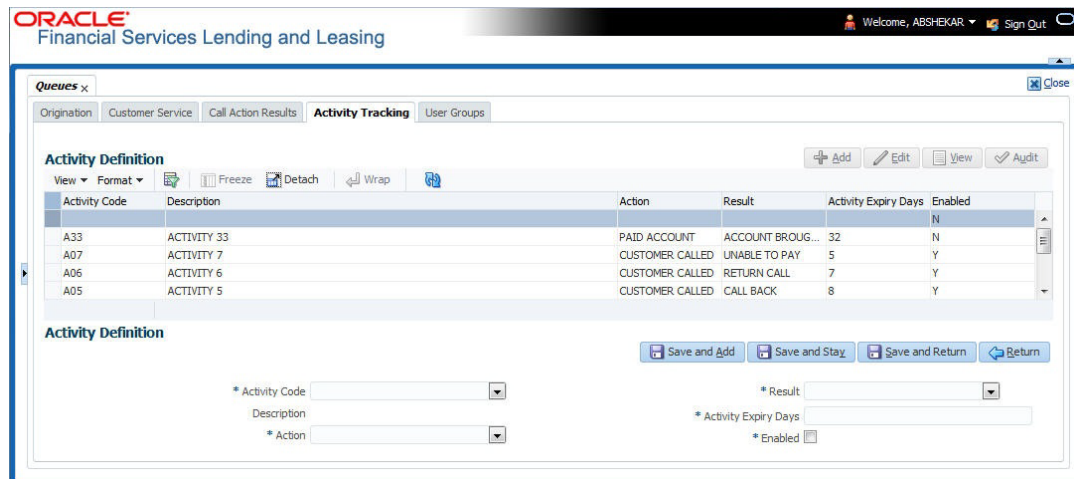 ORACLE
Financial Services Lending and Leasing
Welcome, ABSHEKAR Sign Out
Queues x
Close
Origination Customer Service Call Action Results Activity Tracking User Groups
Activity Definition
Add Edit View Audit
View Format Freeze Detach Wrap
Activity Code Description Action Result Activity Expiry Days Enabled
N
A33 ACTIVITY 33 PAID ACCOUNT ACCOUNT BROUG... 32 N
A07 ACTIVITY 7 CUSTOMER CALLED UNABLE TO PAY 5 Y
A06 ACTIVITY 6 CUSTOMER CALLED RETURN CALL 7 Y
A05 ACTIVITY 5 CUSTOMER CALLED CALL BACK 8 Y
Activity Definition
Save and Add Save and Stay Save and Return Return
* Activity Code * Result
Description * Activity Expiry Days
* Action * Enabled